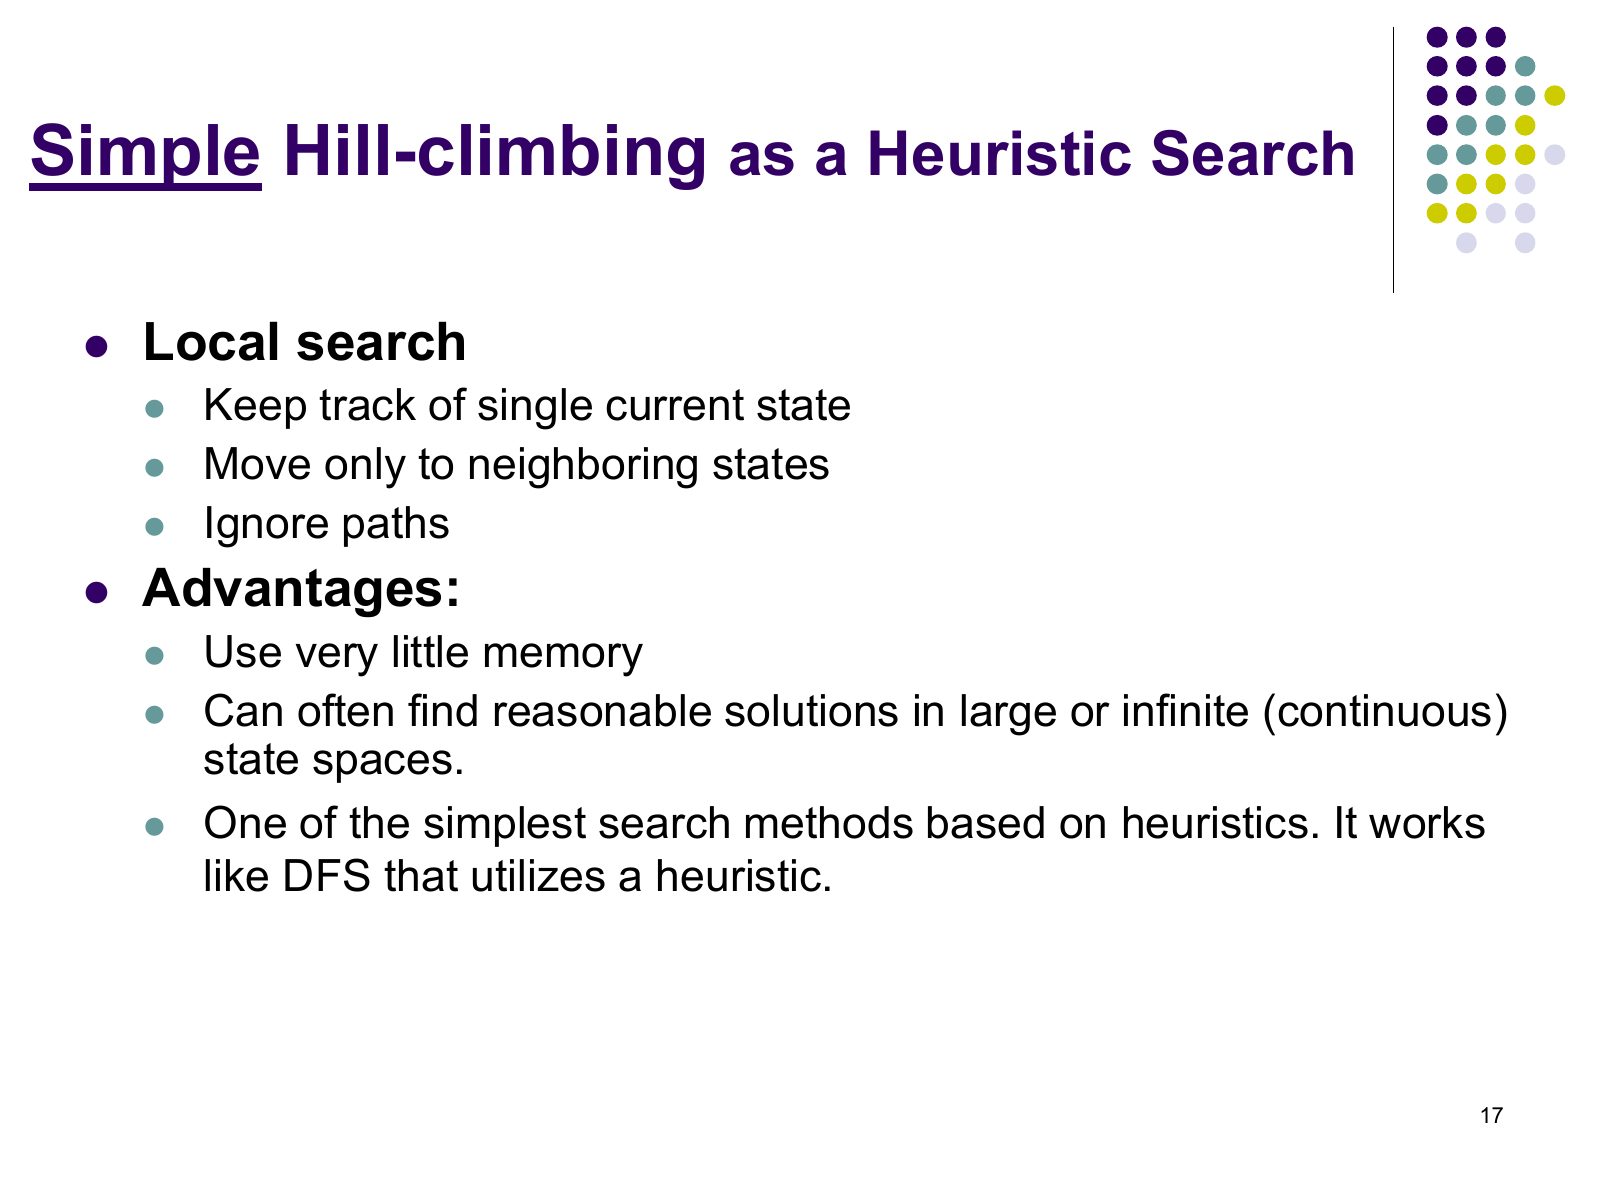 Simple Hill-climbing as a Heuristic Search
Local search
Keep track of single current state
Move only to neighboring states
Ignore paths
Advantages:
Use very little memory
Can often find reasonable solutions in large or infinite (continuous)
state spaces.
One of the simplest search methods based on heuristics. It works
like DFS that utilizes a heuristic.
17